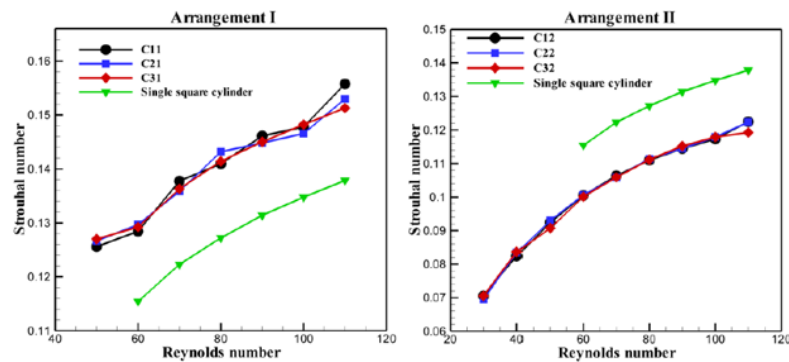 Arrangement I
C11
C21
C31
Single square cylinder
0.16
0.15
0.14
0.13
0.12
0.11
Strouhal number
40
60
80
100
120
Reynolds number
Arrangement II
C12
C22
C32
Single square cylinder
0.15
0.14
0.13
0.12
0.11
0.1
0.09
0.08
0.07
0.06
Strouhal number
20
40
60
80
100
120
Reynolds number